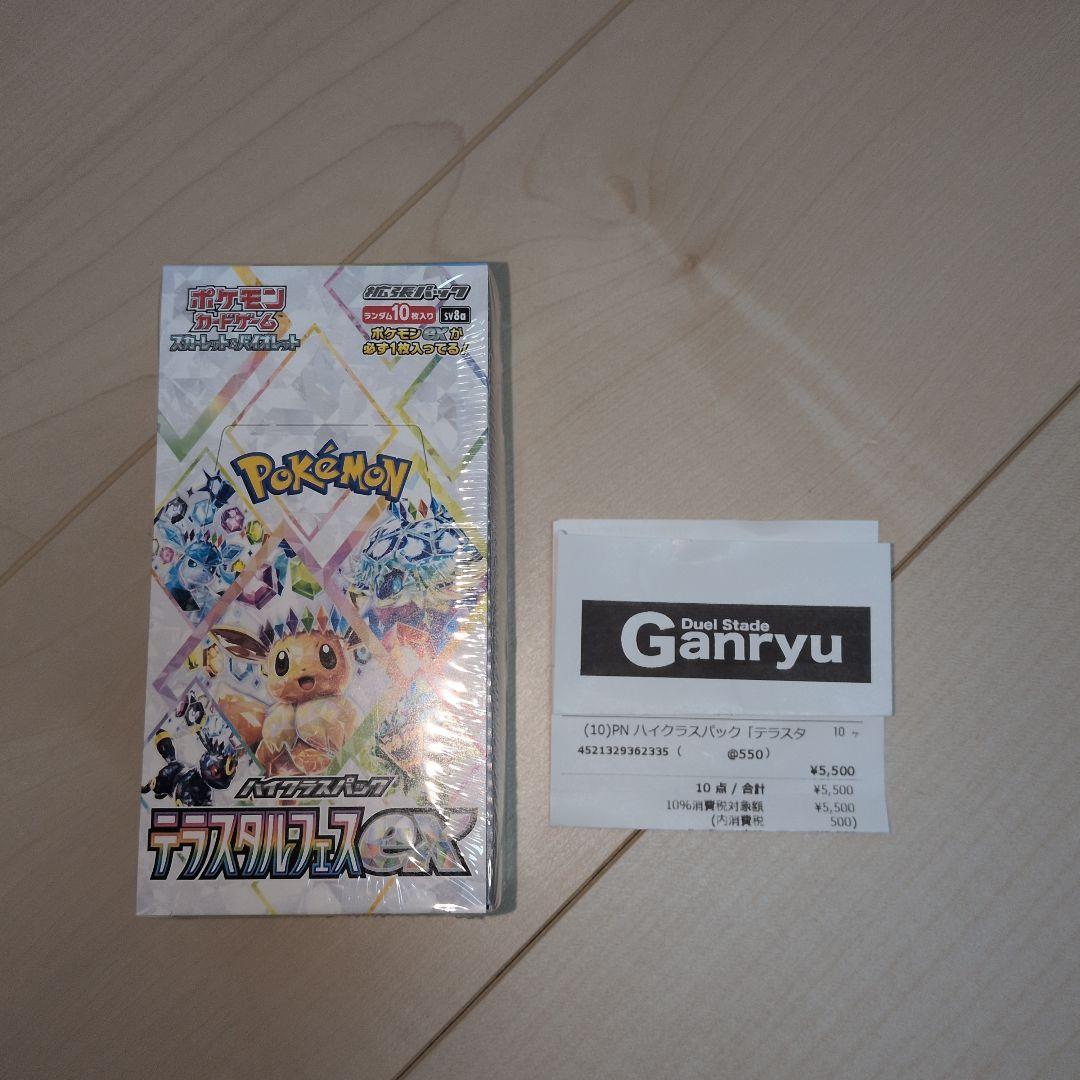 ポケモン
カードゲーム
スカーレット&バイオレット
拡張パック
ランダム10枚入り sv8a
ポケモンexが
必ず1枚入ってる!
POKéMON
ハイクラスパック
テラスタルフェスex
Duel Stade
Ganryu
(10)PN ハイクラスパック「テラスタ 10 ヶ
4521329362335 ( @550)
¥5,500
10 点 / 合計 ¥5,500
10%消費税対象額 ¥5,500
(内消費税 500)